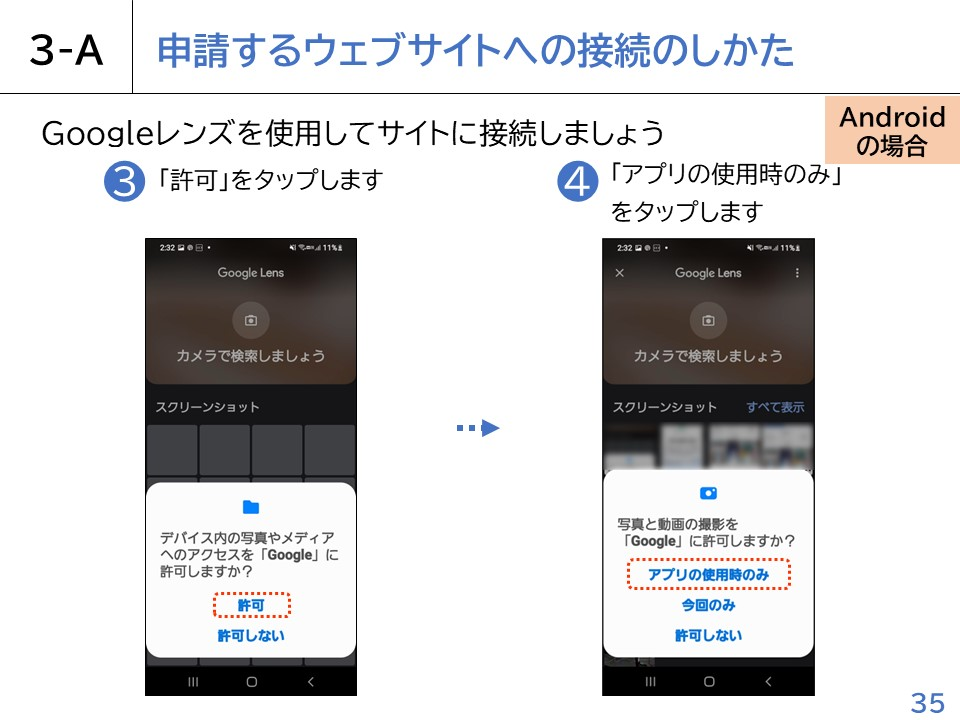 3-A
申請するウェブサイトへの接続のしかた
Googleレンズを使用してサイトに接続しましょう
Android
の場合
3 「許可」をタップします
4 「アプリの使用時のみ」
をタップします
2:32 11%
Google Lens
カメラで検索しましょう
スクリーンショット
デバイス内の写真やメディア
へのアクセスを「Google」に
許可しますか？
許可
許可しない
2:32 11%
Google Lens
カメラで検索しましょう
スクリーンショット すべて表示
写真と動画の撮影を
「Google」に許可しますか？
アプリの使用時のみ
今回のみ
許可しない
35